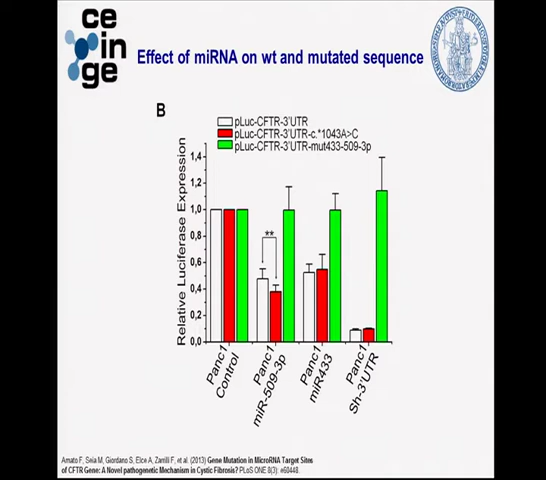 ce
in
ge
Effect of miRNA on wt and mutated sequence
B
pLuc-CFTR-3'UTR
pLuc-CFTR-3'UTR-c.*1043A>C
pLuc-CFTR-3'UTR-mut433-509-3p
Relative Luciferase Expression
1,4
1,2
1,0
0,8
0,6
0,4
0,2
0,0
**
Panc1 Control
Panc1 miR-509-3p
Panc1 miR433
Panc1 Sh-3'UTR
Amato F, Seia M, Giordano S, Elce A, Zarrilli F, et al. (2013) Gene Mutation in MicroRNA Target Sites
of CFTR Gene: A Novel pathogenetic Mechanism in Cystic Fibrosis? PLoS ONE 8(3): e60448.